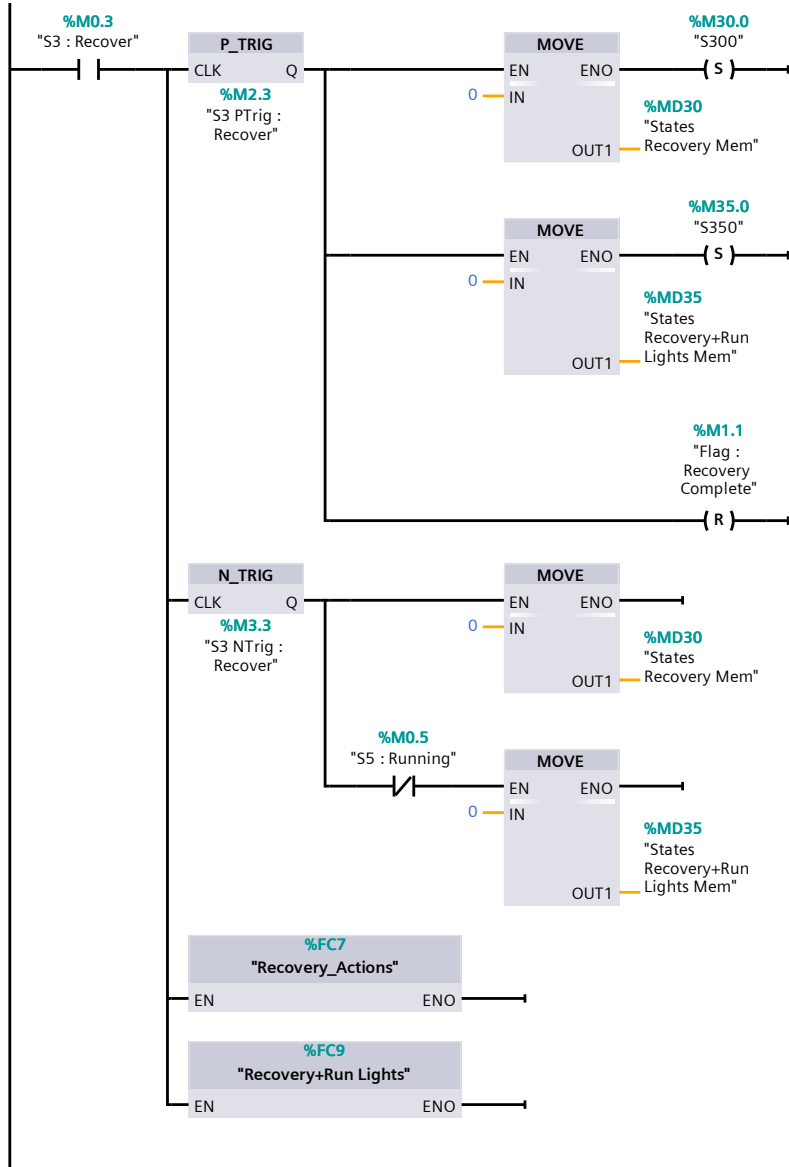 %M0.3
"S3 : Recover"
P_TRIG
CLK Q
%M2.3
"S3 PTrig :
Recover"
MOVE
EN ENO
0 IN
OUT1
%M30.0
"S300"
( S )
%MD30
"States
Recovery Mem"
MOVE
EN ENO
0 IN
OUT1
%M35.0
"S350"
( S )
%MD35
"States
Recovery+Run
Lights Mem"
%M1.1
"Flag :
Recovery
Complete"
( R )
N_TRIG
CLK Q
%M3.3
"S3 NTrig :
Recover"
MOVE
EN ENO
0 IN
OUT1
%MD30
"States
Recovery Mem"
%M0.5
"S5 : Running"
MOVE
EN ENO
0 IN
OUT1
%MD35
"States
Recovery+Run
Lights Mem"
%FC7
"Recovery_Actions"
EN ENO
%FC9
"Recovery+Run Lights"
EN ENO